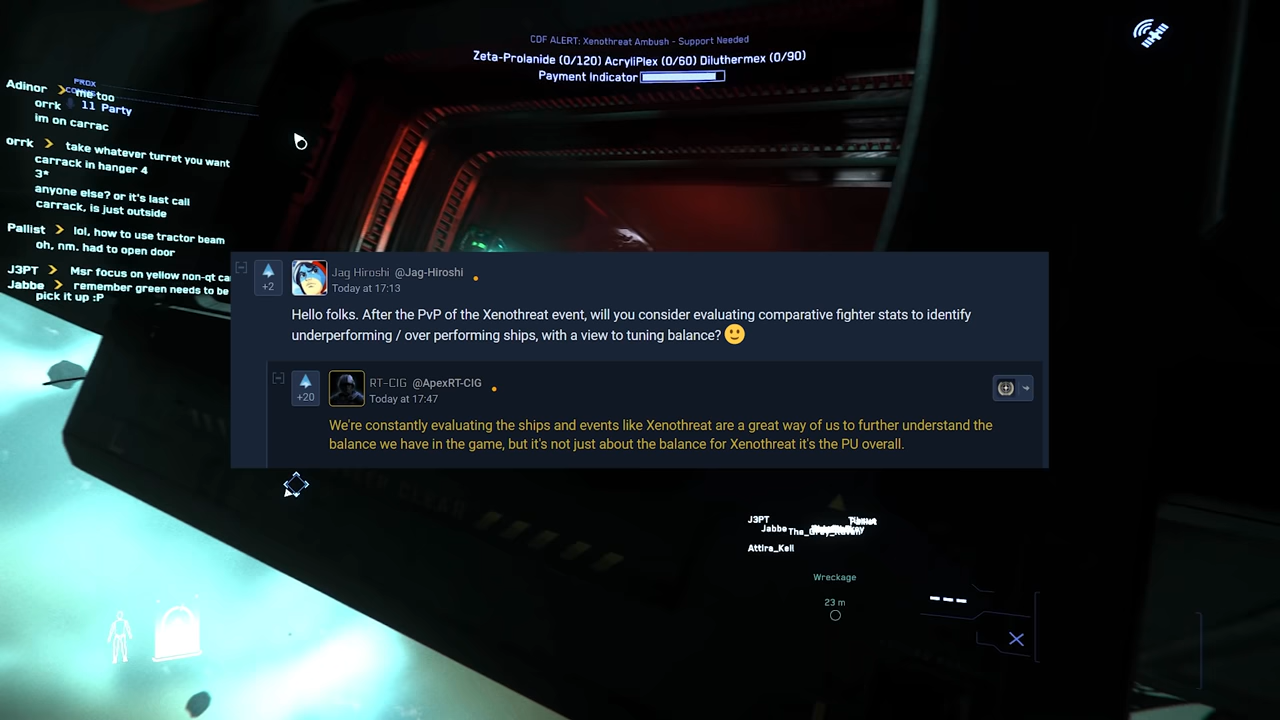 CDF ALERT: Xenothreat Ambush - Support Needed
Zeta-Prolanide (0/120) AcryliPlex (0/60) Diluthermex (0/90)
Payment Indicator
PROX
Adinor > me too
orrk 11 Party
im on carrac
orrk > take whatever turret you want
carrack in hanger 4
3*
anyone else? or it's last call
carrack, is just outside
Pallist > lol, how to use tractor beam
oh, nm. had to open door
J3PT > Msr focus on yellow non-qt ca
Jabbe > remember green needs to be
pick it up :P
[-]
+2
Jag Hiroshi @Jag-Hiroshi
Today at 17:13
Hello folks. After the PvP of the Xenothreat event, will you consider evaluating comparative fighter stats to identify
underperforming / over performing ships, with a view to tuning balance? 🙂
[-]
+20
RT-CIG @ApexRT-CIG
Today at 17:47
We're constantly evaluating the ships and events like Xenothreat are a great way of us to further understand the
balance we have in the game, but it's not just about the balance for Xenothreat it's the PU overall.
J3PT
Pallist
Jabbe
Attira_Kell
Wreckage
23 m